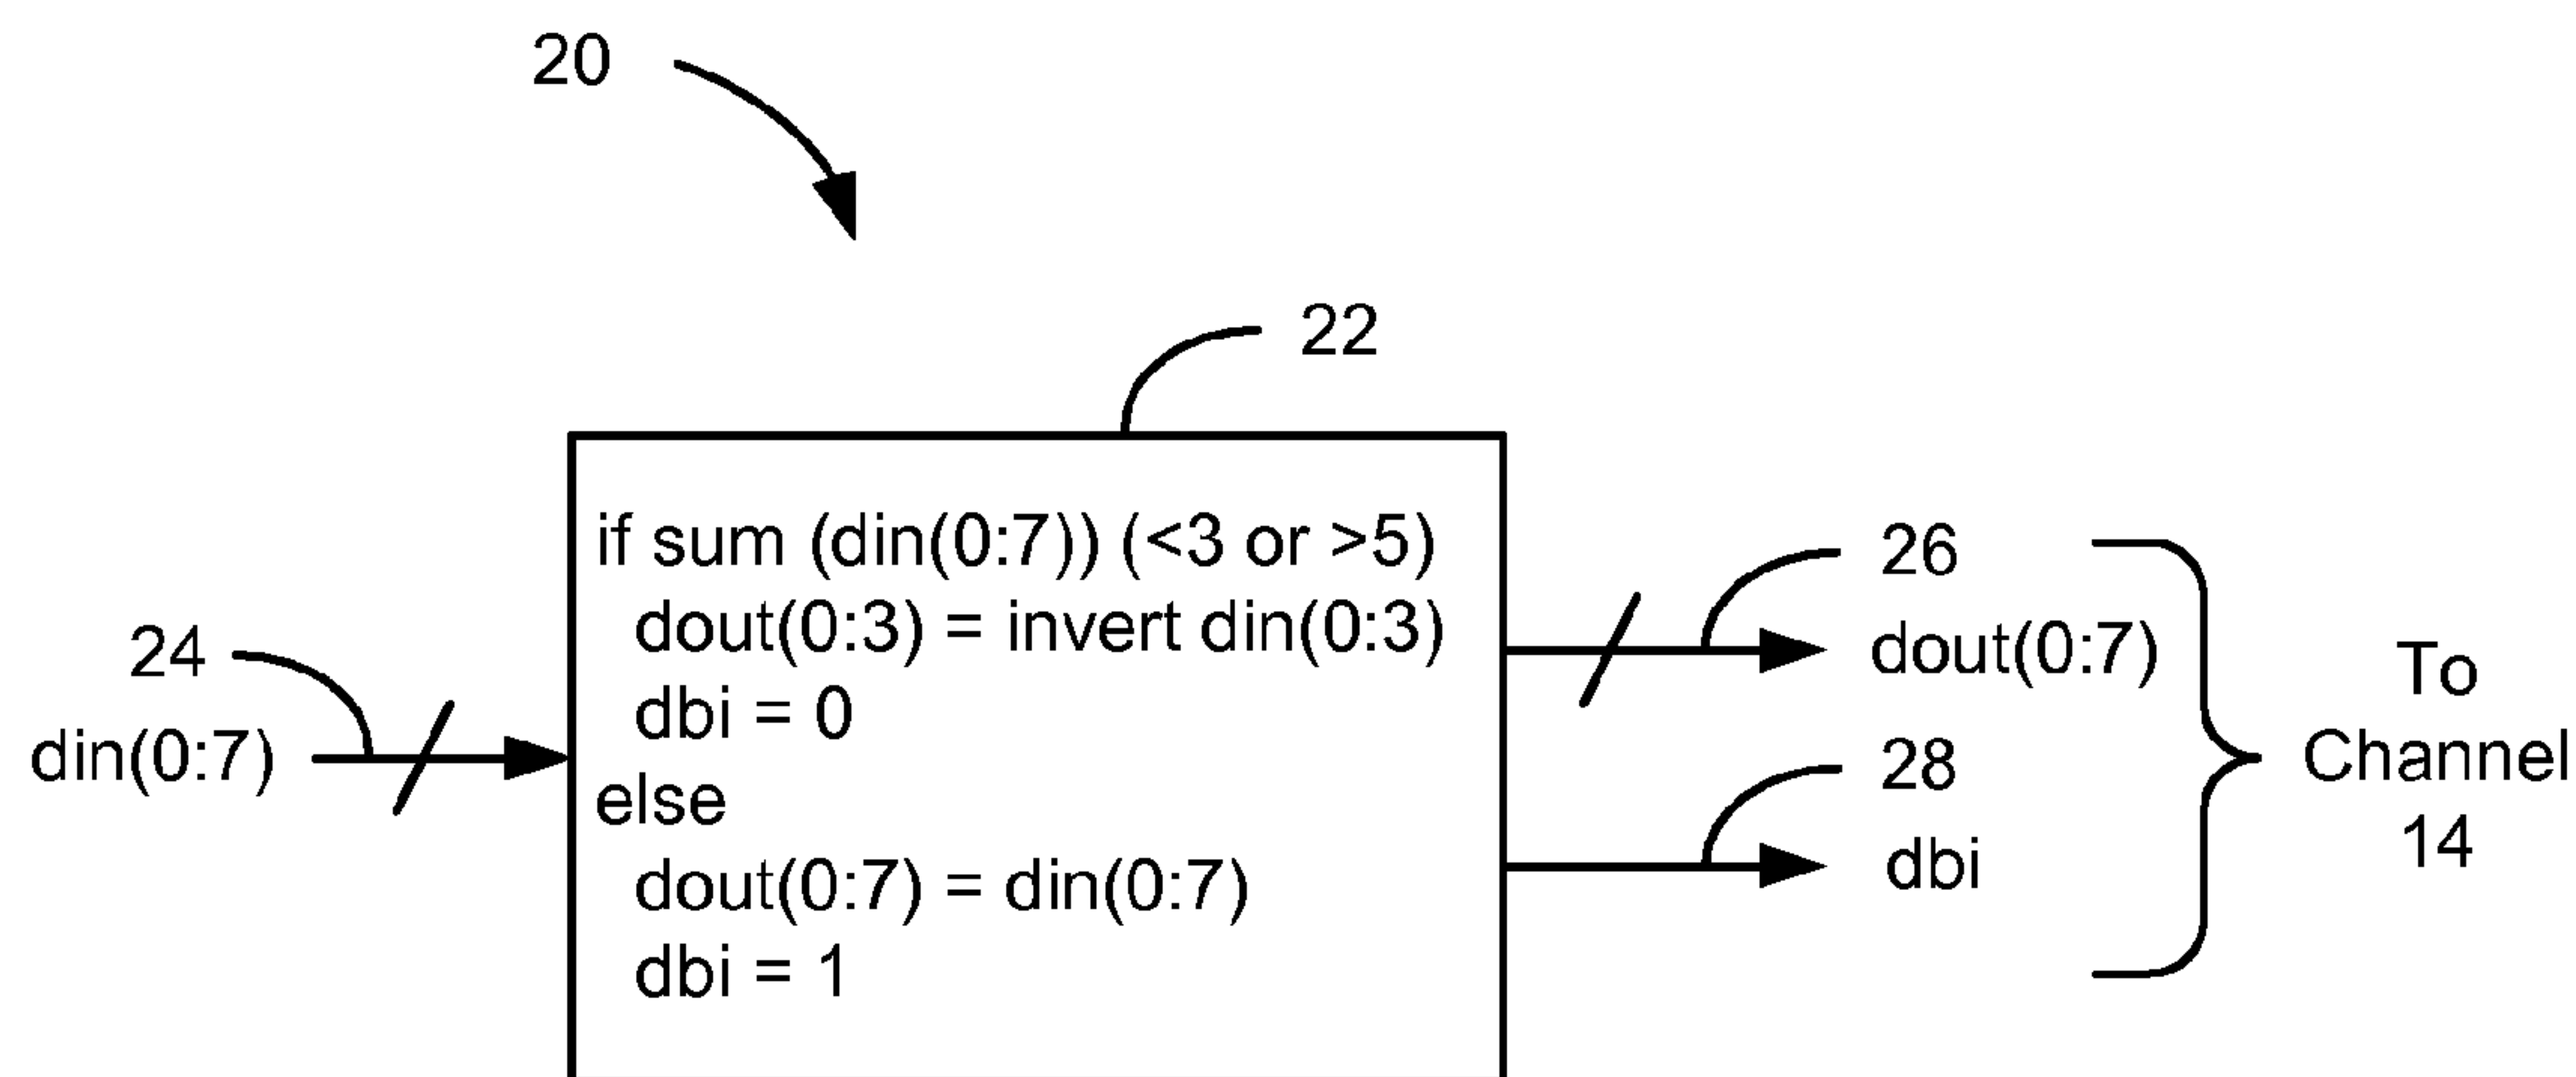 20
22
if sum (din(0:7)) (<3 or >5)
dout(0:3) = invert din(0:3)
dbi = 0
else
dout(0:7) = din(0:7)
dbi = 1
24
din(0:7)
26
dout(0:7)
28
dbi
To
Channel
14